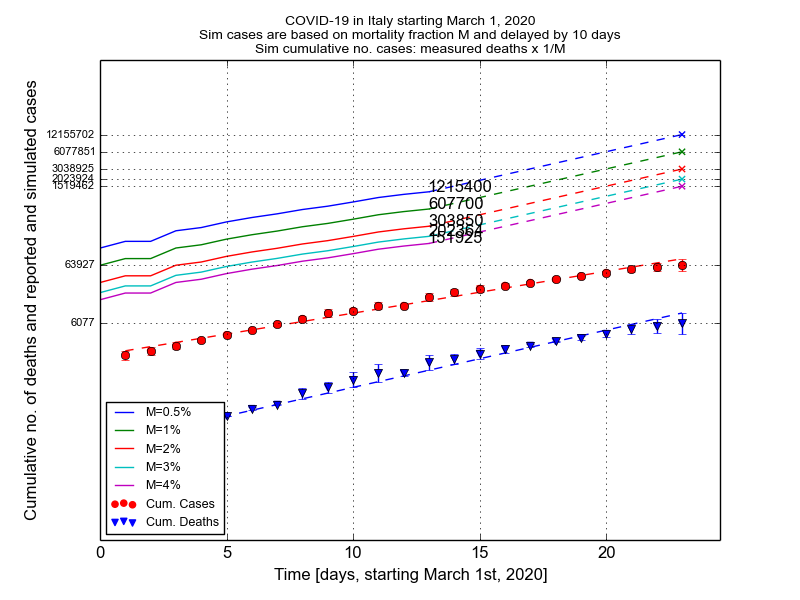 COVID-19 in Italy starting March 1, 2020
Sim cases are based on mortality fraction M and delayed by 10 days
Sim cumulative no. cases: measured deaths x 1/M
Cumulative no. of deaths and reported and simulated cases
12155702
6077851
3038925
2023924
1519462
63927
6077
1215400
607700
303850
202364
151925
M=0.5%
M=1%
M=2%
M=3%
M=4%
Cum. Cases
Cum. Deaths
0 5 10 15 20
Time [days, starting March 1st, 2020]